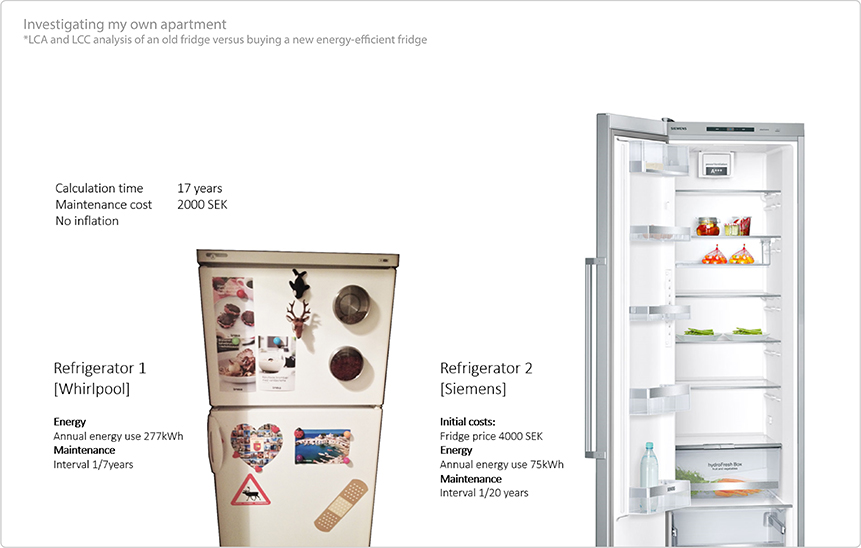 Investigating my own apartment
*LCA and LCC analysis of an old fridge versus buying a new energy-efficient fridge
Calculation time 17 years
Maintenance cost 2000 SEK
No inflation
Refrigerator 1
[Whirlpool]
Energy
Annual energy use 277kWh
Maintenance
Interval 1/7years
Refrigerator 2
[Siemens]
Initial costs:
Fridge price 4000 SEK
Energy
Annual energy use 75kWh
Maintenance
Interval 1/20 years
SIEMENS
hydroFresh Box